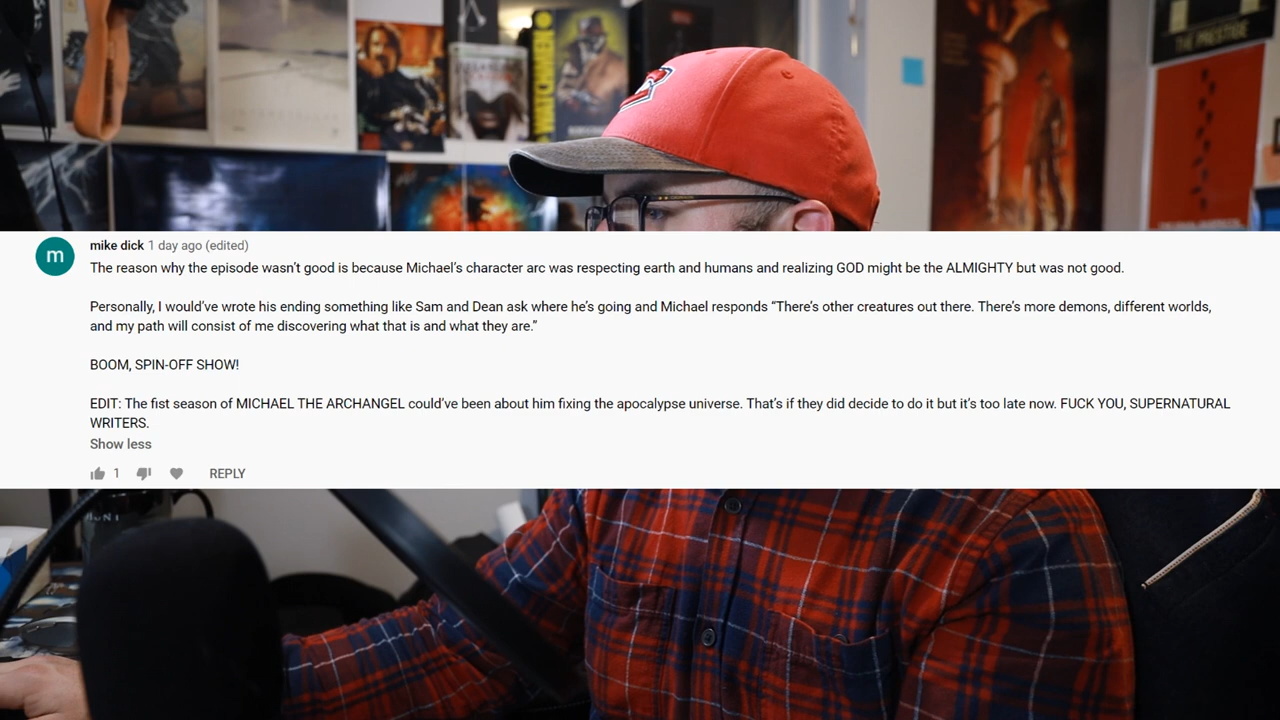 THE PRESTIGE
mike dick 1 day ago (edited)
The reason why the episode wasn't good is because Michael's character arc was respecting earth and humans and realizing GOD might be the ALMIGHTY but was not good.
Personally, I would've wrote his ending something like Sam and Dean ask where he's going and Michael responds “There's other creatures out there. There's more demons, different worlds,
and my path will consist of me discovering what that is and what they are.”
BOOM, SPIN-OFF SHOW!
EDIT: The fist season of MICHAEL THE ARCHANGEL could've been about him fixing the apocalypse universe. That's if they did decide to do it but it's too late now. FUCK YOU, SUPERNATURAL
WRITERS.
Show less
1 REPLY